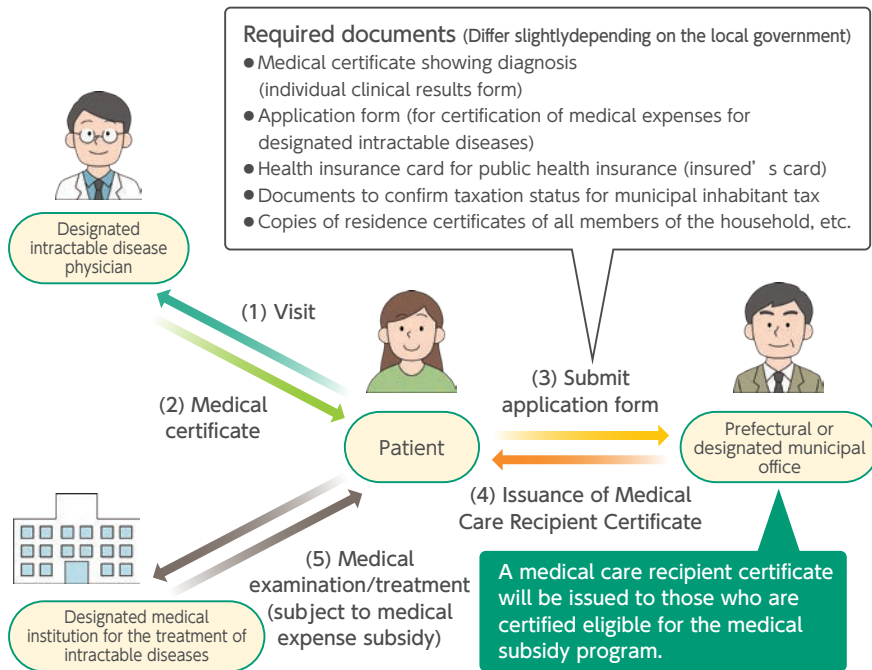 Required documents (Differ slightlydepending on the local government)
● Medical certificate showing diagnosis
(individual clinical results form)
● Application form (for certification of medical expenses for
designated intractable diseases)
● Health insurance card for public health insurance (insured’ s card)
● Documents to confirm taxation status for municipal inhabitant tax
● Copies of residence certificates of all members of the household, etc.
Designated
intractable disease
physician
(1) Visit
(2) Medical
certificate
Patient
(3) Submit
application form
Prefectural or
designated municipal
office
(4) Issuance of Medical
Care Recipient Certificate
(5) Medical
examination/treatment
(subject to medical
expense subsidy)
Designated medical
institution for the treatment of
intractable diseases
A medical care recipient certificate
will be issued to those who are
certified eligible for the medical
subsidy program.